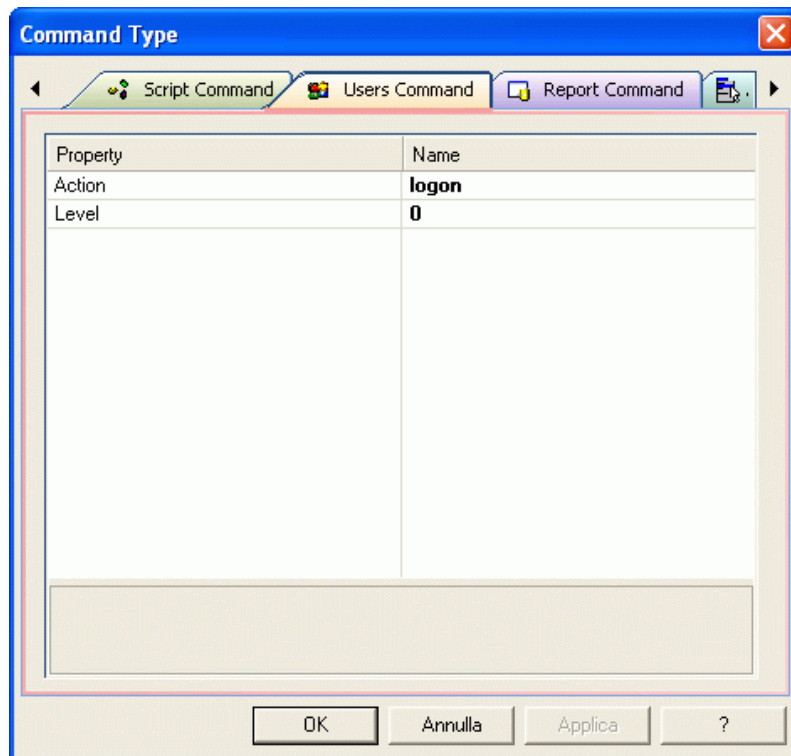 Command Type
Script Command Users Command Report Command
Property Name
Action logon
Level 0
OK Annulla Applica ?